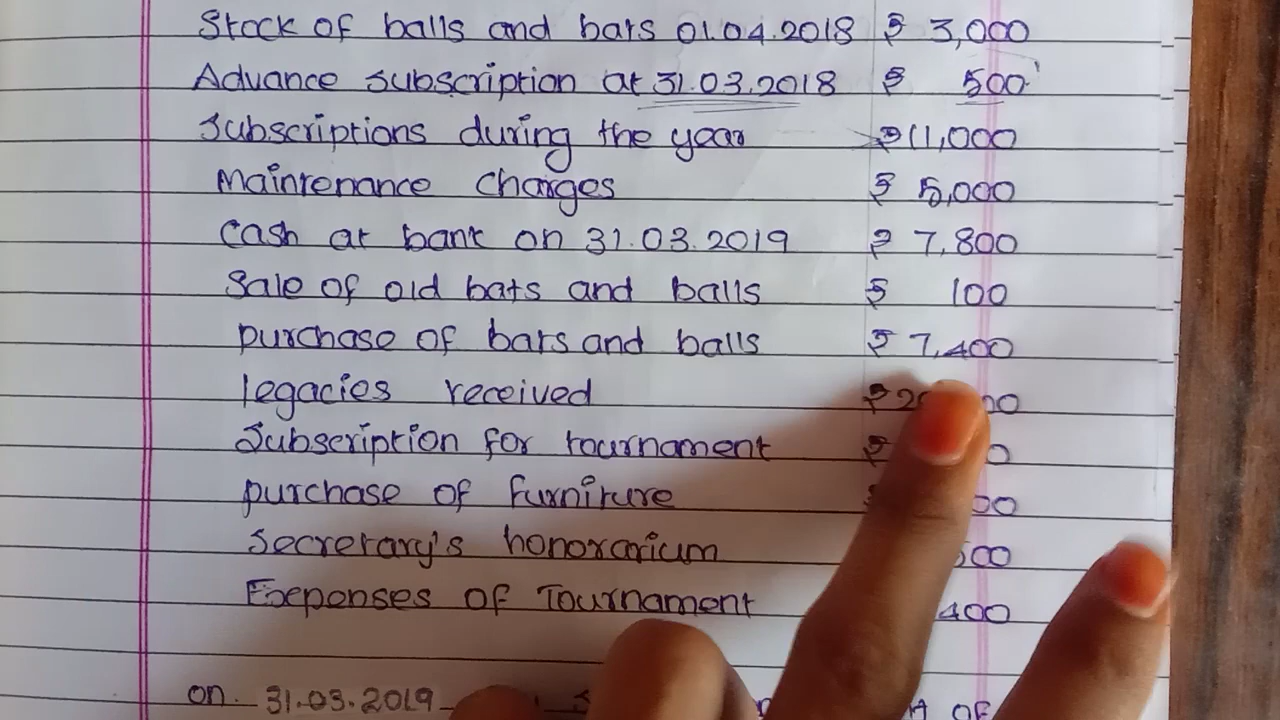 Stock of balls and bats 01.04.2018 ₹ 3,000
Advance subscription at 31.03.2018 ₹ 500
Subscriptions during the year ₹11,000
Maintenance charges ₹ 5,000
Cash at bank on 31.03.2019 ₹ 7,800
Sale of old bats and balls ₹ 100
purchase of bats and balls ₹ 7,400
legacies received ₹
Subscription for tournament ₹
purchase of furniture
Secretary's honorarium
Expenses of Tournament 400
on 31.03.2019 of